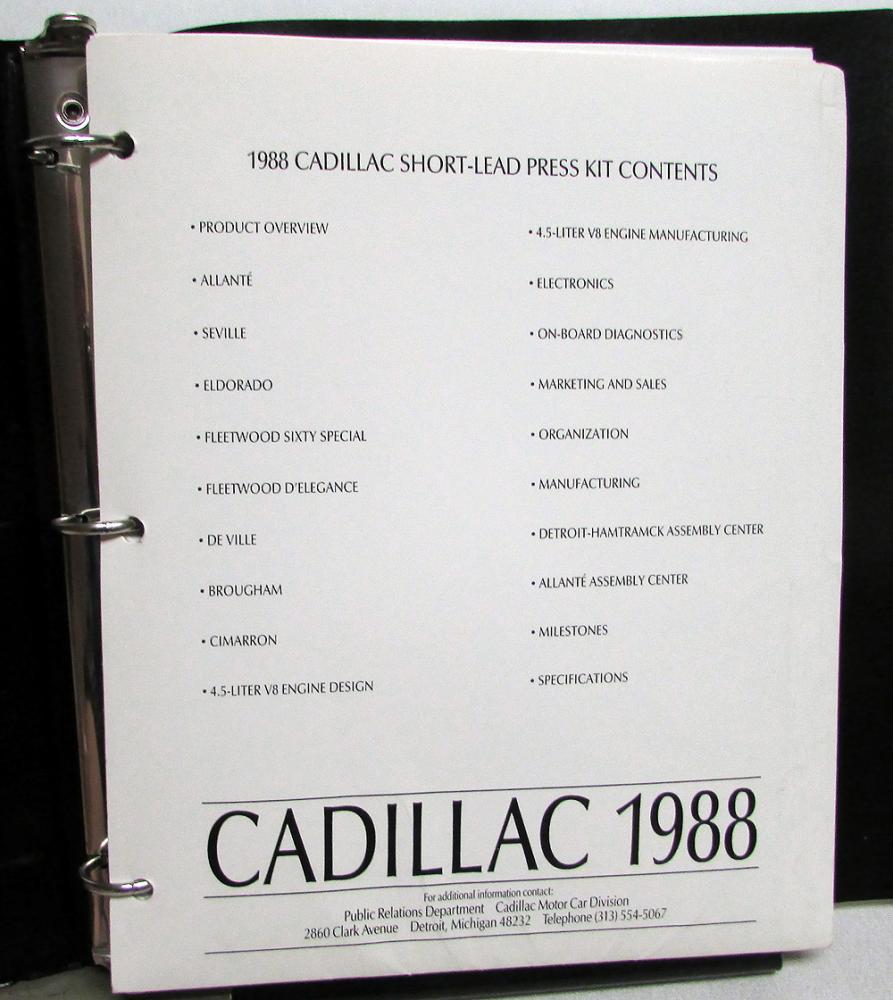 1988 CADILLAC SHORT-LEAD PRESS KIT CONTENTS
• PRODUCT OVERVIEW
• ALLANTÉ
• SEVILLE
• ELDORADO
• FLEETWOOD SIXTY SPECIAL
• FLEETWOOD D'ELEGANCE
• DE VILLE
• BROUGHAM
• CIMARRON
• 4.5-LITER V8 ENGINE DESIGN
• 4.5-LITER V8 ENGINE MANUFACTURING
• ELECTRONICS
• ON-BOARD DIAGNOSTICS
• MARKETING AND SALES
• ORGANIZATION
• MANUFACTURING
• DETROIT-HAMTRAMCK ASSEMBLY CENTER
• ALLANTÉ ASSEMBLY CENTER
• MILESTONES
• SPECIFICATIONS
CADILLAC 1988
For additional information contact:
Public Relations Department Cadillac Motor Car Division
2860 Clark Avenue Detroit, Michigan 48232 Telephone (313) 554-5067